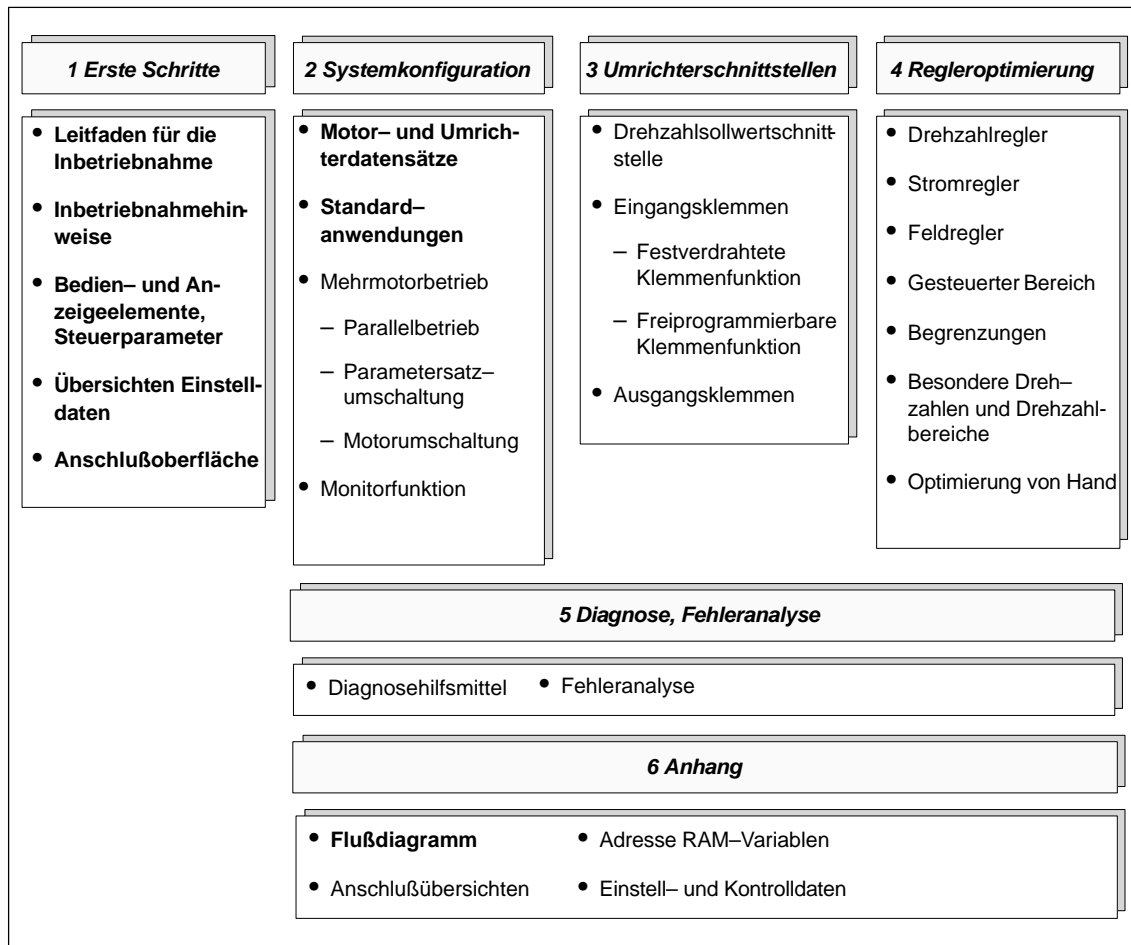 1 Erste Schritte
• Leitfaden für die
Inbetriebnahme
• Inbetriebnahmehin-
weise
• Bedien– und An-
zeigeelemente,
Steuerparameter
• Übersichten Einstell-
daten
• Anschlußoberfläche
2 Systemkonfiguration
• Motor– und Umrich-
terdatensätze
• Standard–
anwendungen
• Mehrmotorbetrieb
– Parallelbetrieb
– Parametersatz–
umschaltung
– Motorumschaltung
• Monitorfunktion
3 Umrichterschnittstellen
• Drehzahlsollwertschnitt-
stelle
• Eingangsklemmen
– Festverdrahtete
Klemmenfunktion
– Freiprogrammierbare
Klemmenfunktion
• Ausgangsklemmen
4 Regleroptimierung
• Drehzahlregler
• Stromregler
• Feldregler
• Gesteuerter Bereich
• Begrenzungen
• Besondere Dreh–
zahlen und Drehzahl-
bereiche
• Optimierung von Hand
5 Diagnose, Fehleranalyse
• Diagnosehilfsmittel • Fehleranalyse
6 Anhang
• Flußdiagramm • Adresse RAM–Variablen
• Anschlußübersichten • Einstell– und Kontrolldaten